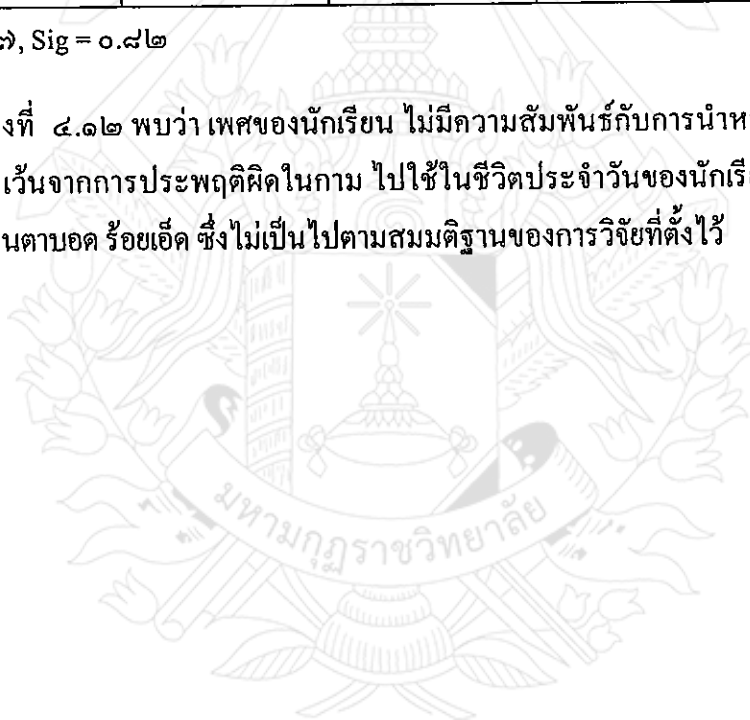 ๗, Sig = ๐.๘๒
งที่ ๔.๑๒ พบว่า เพศของนักเรียน ไม่มีความสัมพันธ์กับการนำห
เว้นจากการประพฤติผิดในกาม ไปใช้ในชีวิตประจำวันของนักเรี
นตาบอด ร้อยเอ็ด ซึ่งไม่เป็นไปตามสมมติฐานของการวิจัยที่ตั้งไว้
มหามกุฏราชวิทยาลัย